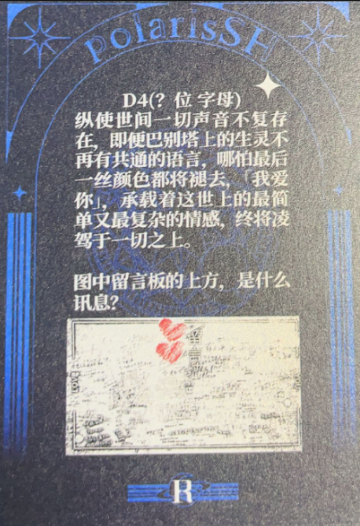 PolarisSH
D4(？位字母)
纵使世间一切声音不复存
在，即便巴别塔上的生灵不
再有共通的语言，哪怕最后
一丝颜色都将褪去，「我爱
你」，承载着这世上的最简
单又最复杂的情感，终将凌
驾于一切之上。
图中留言板的上方，是什么
讯息？
R